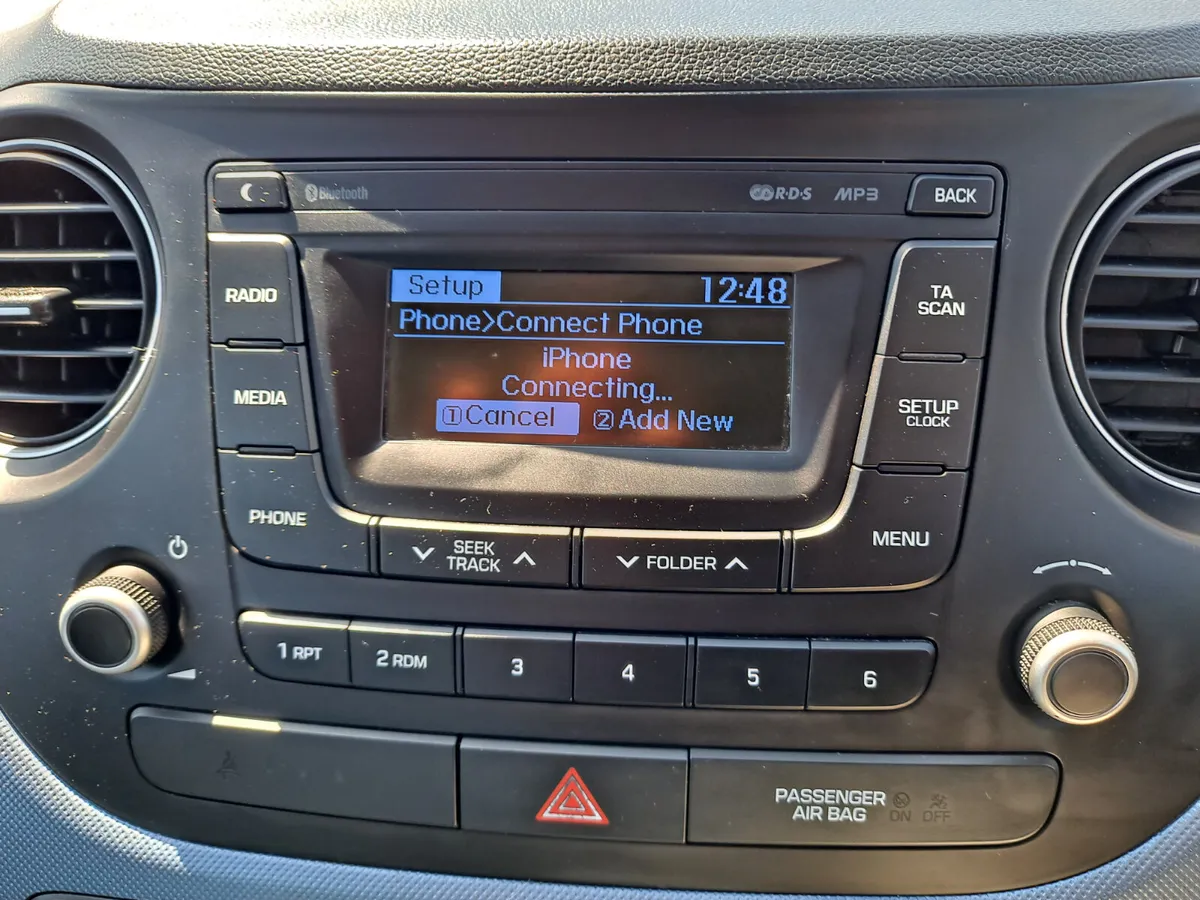 Bluetooth
R·D·S MP3 BACK
RADIO
MEDIA
PHONE
Setup 12:48
Phone>Connect Phone
iPhone
Connecting...
①Cancel ②Add New
TA
SCAN
SETUP
CLOCK
MENU
SEEK
TRACK
FOLDER
1 RPT
2 RDM
3
4
5
6
PASSENGER
AIR BAG
ON OFF